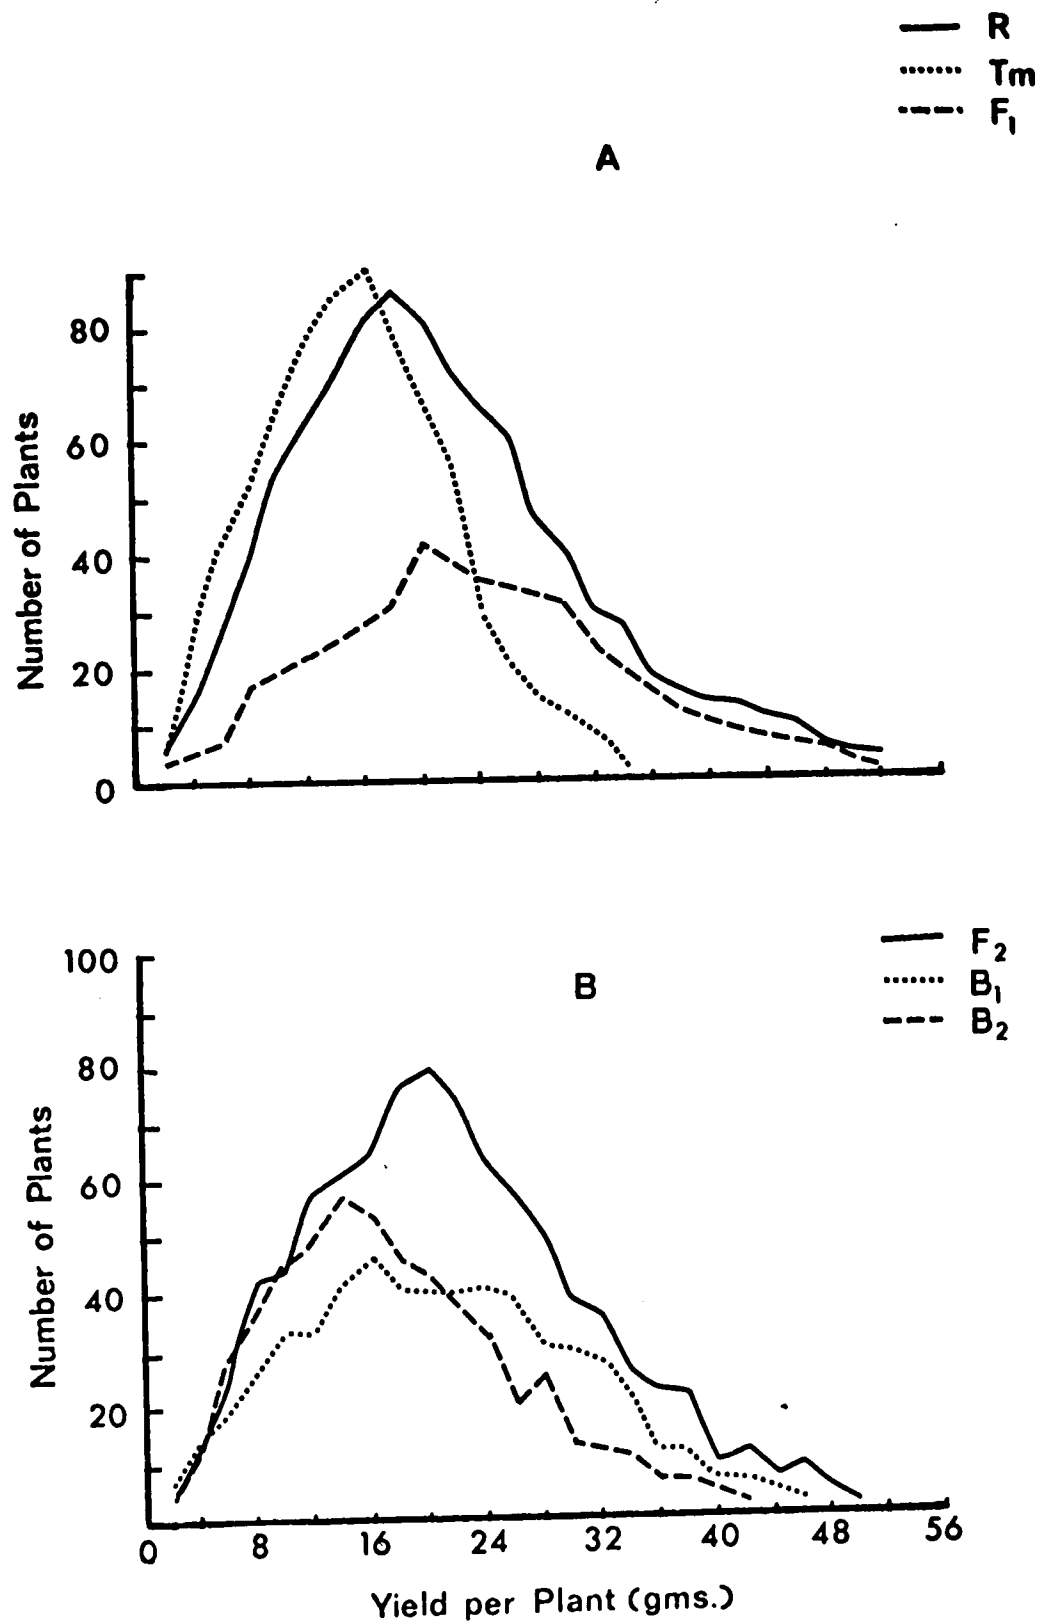 R
Tm
F₁
A
80
60
40
20
0
Number of Plants
F₂
B₁
B₂
B
100
80
60
40
20
Number of Plants
0 8 16 24 32 40 48 56
Yield per Plant (gms.)